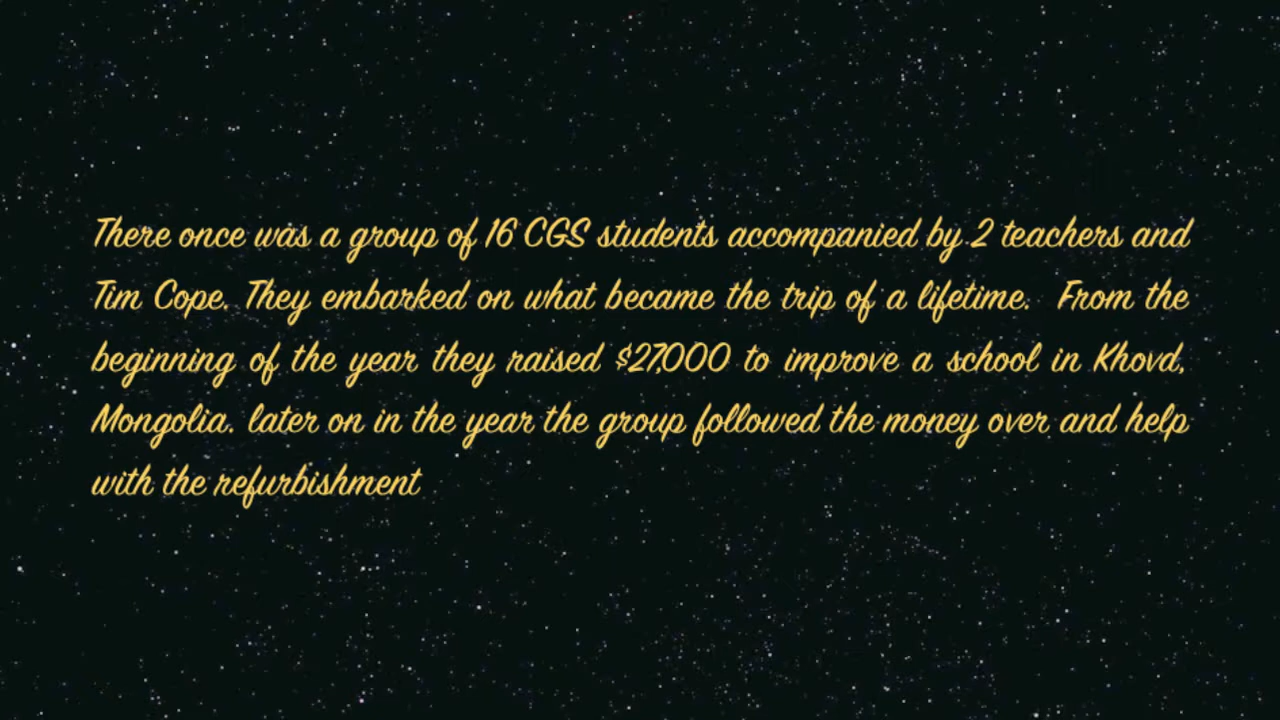 There once was a group of 16 CGS students accompanied by 2 teachers and
Tim Cope. They embarked on what became the trip of a lifetime. From the
beginning of the year they raised $27,000 to improve a school in Khovd,
Mongolia. later on in the year the group followed the money over and help
with the refurbishment